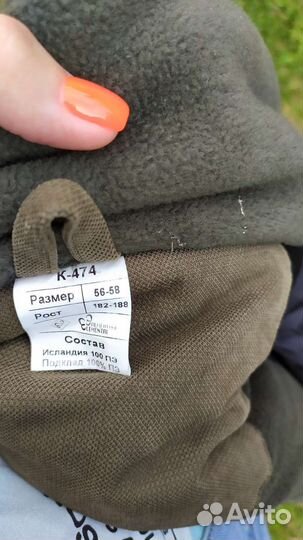 К-474
Размер 56-58
Рост 182-188
Состав
Исландия 100 ПЭ
Подклад 100% ПЭ
Avito